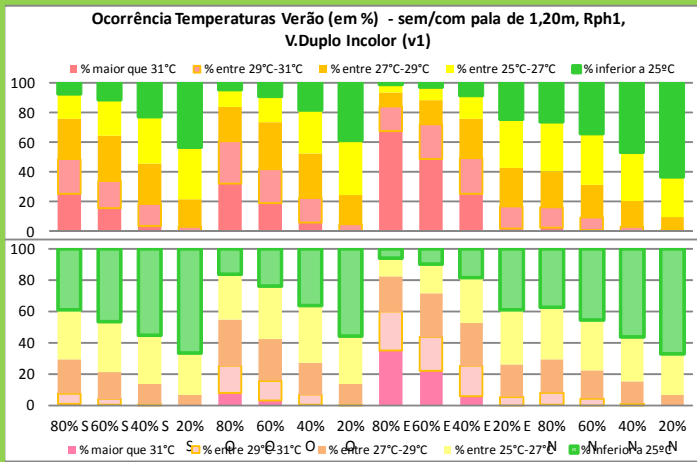 Ocorrência Temperaturas Verão (em %) - sem/com pala de 1,20m, Rph1,
V.Duplo Incolor (v1)
% maior que 31°C % entre 29°C-31°C % entre 27°C-29°C % entre 25°C-27°C % inferior a 25ºC
100
80
60
40
20
0
100
80
60
40
20
0
80% S 60% S 40% S 20% S 80% O 60% O 40% O 20% O 80% E 60% E 40% E 20% E 80% N 60% N 40% N 20% N
% maior que 31°C % entre 29°C-31°C % entre 27°C-29°C % entre 25°C-27°C % inferior a 25ºC